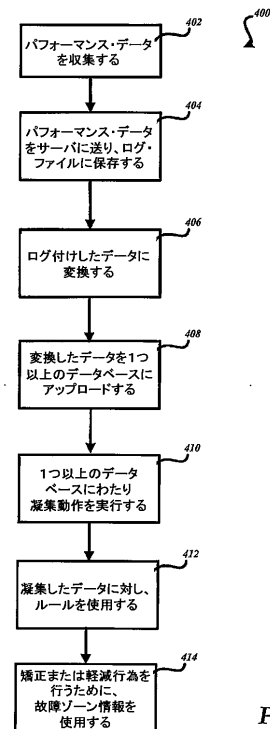 400
402
パフォーマンス・データ
を収集する
404
パフォーマンス・データ
をサーバに送り、ログ・
ファイルに保存する
406
ログ付けしたデータに
変換する
408
変換したデータを1つ
以上のデータベースに
アップロードする
410
1つ以上のデータ
ベースにわたり
凝集動作を実行する
412
凝集したデータに対し、
ルールを使用する
414
矯正または軽減行為を
行うために、
故障ゾーン情報を
使用する